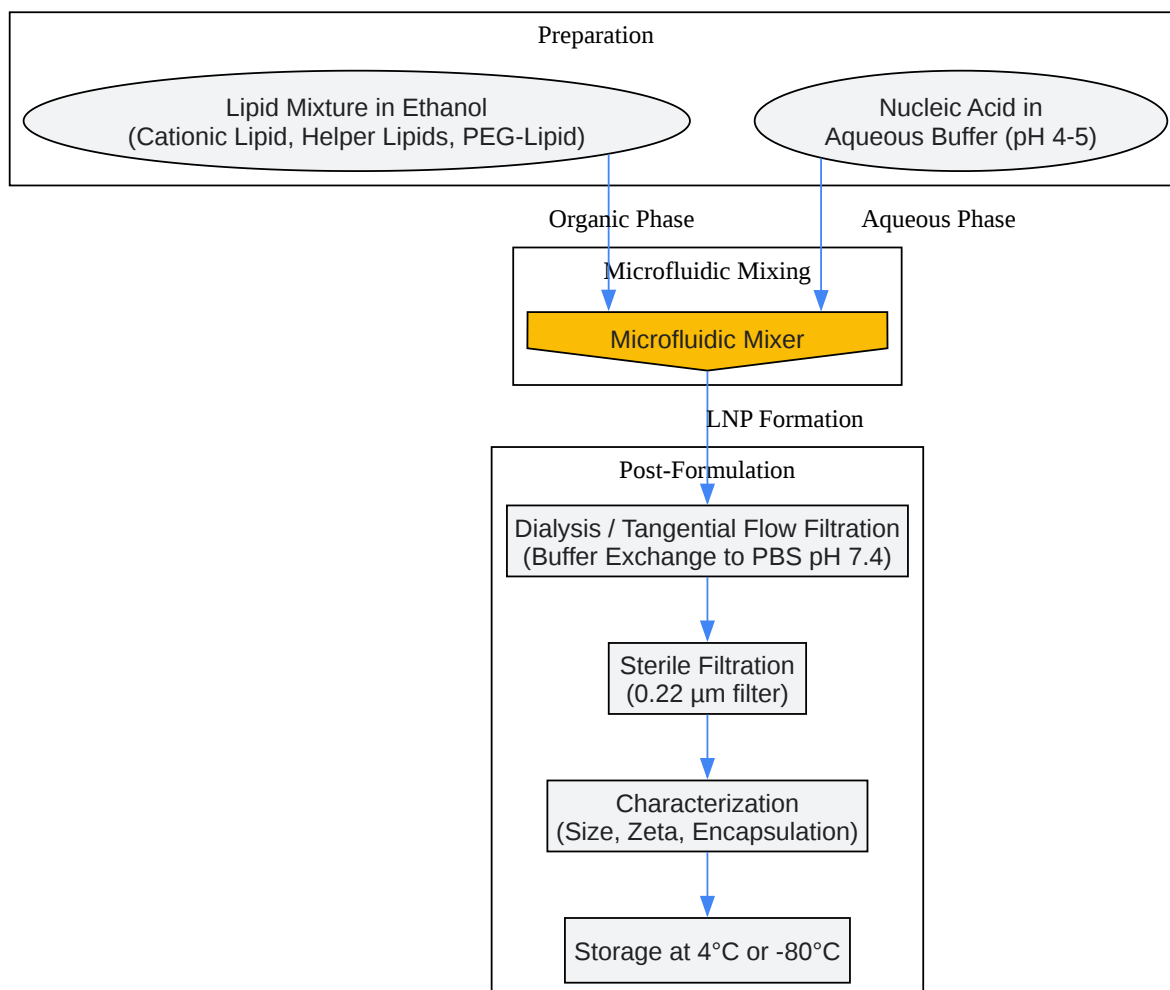 Preparation
Lipid Mixture in Ethanol
(Cationic Lipid, Helper Lipids, PEG-Lipid)
Nucleic Acid in
Aqueous Buffer (pH 4-5)
Organic Phase
Aqueous Phase
Microfluidic Mixing
Microfluidic Mixer
LNP Formation
Post-Formulation
Dialysis / Tangential Flow Filtration
(Buffer Exchange to PBS pH 7.4)
Sterile Filtration
(0.22 µm filter)
Characterization
(Size, Zeta, Encapsulation)
Storage at 4°C or -80°C